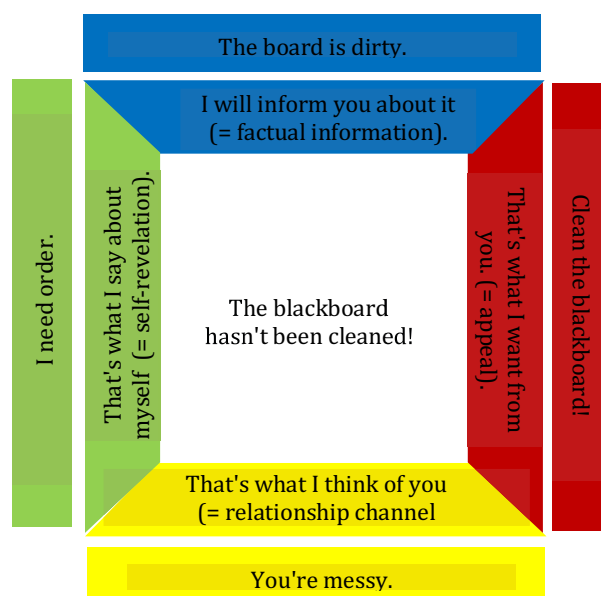 The board is dirty.
I will inform you about it
(= factual information).
I need order.
That's what I say about
myself (= self-revelation).
The blackboard
hasn't been cleaned!
That's what I want from
you. (= appeal).
Clean the blackboard!
That's what I think of you
(= relationship channel
You're messy.